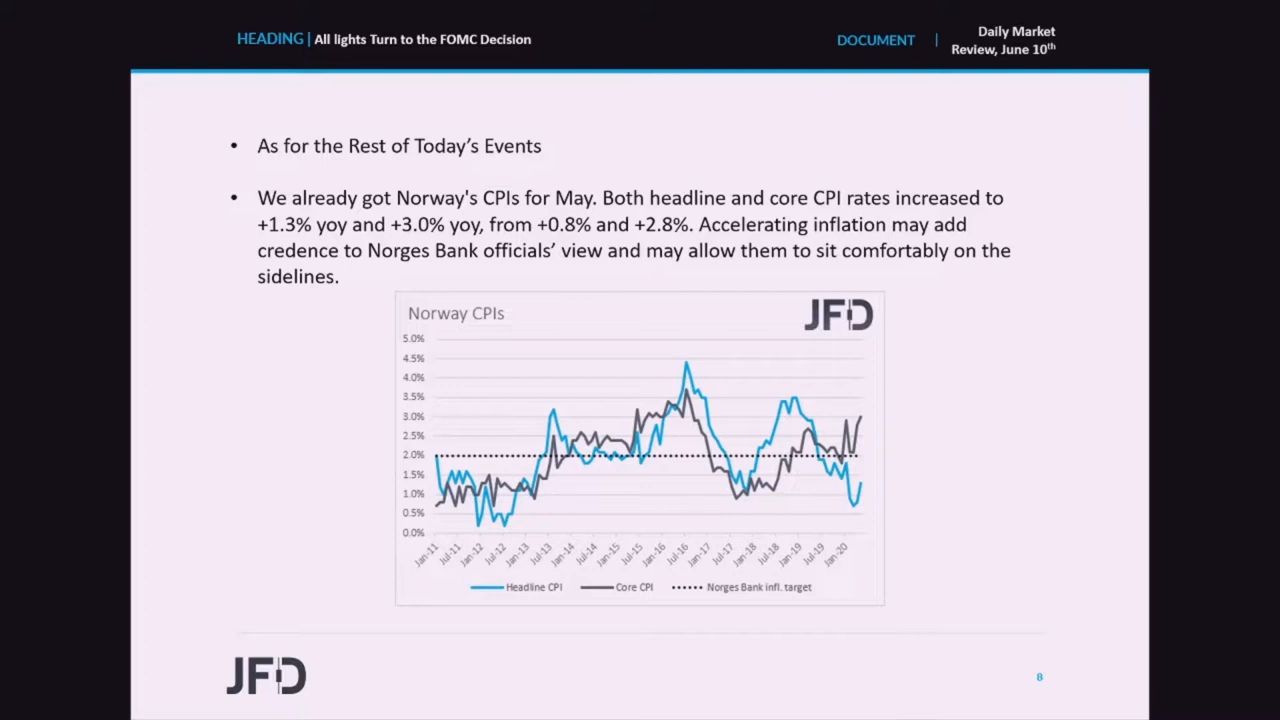 HEADING | All lights Turn to the FOMC Decision
DOCUMENT | Daily Market
Review, June 10th
• As for the Rest of Today’s Events
• We already got Norway's CPIs for May. Both headline and core CPI rates increased to
+1.3% yoy and +3.0% yoy, from +0.8% and +2.8%. Accelerating inflation may add
credence to Norges Bank officials’ view and may allow them to sit comfortably on the
sidelines.
Norway CPIs
JFD
5.0%
4.5%
4.0%
3.5%
3.0%
2.5%
2.0%
1.5%
1.0%
0.5%
0.0%
Jan-11 Jul-11 Jan-12 Jul-12 Jan-13 Jul-13 Jan-14 Jul-14 Jan-15 Jul-15 Jan-16 Jul-16 Jan-17 Jul-17 Jan-18 Jul-18 Jan-19 Jul-19 Jan-20
Headline CPI Core CPI Norges Bank infl. target
JFD
8